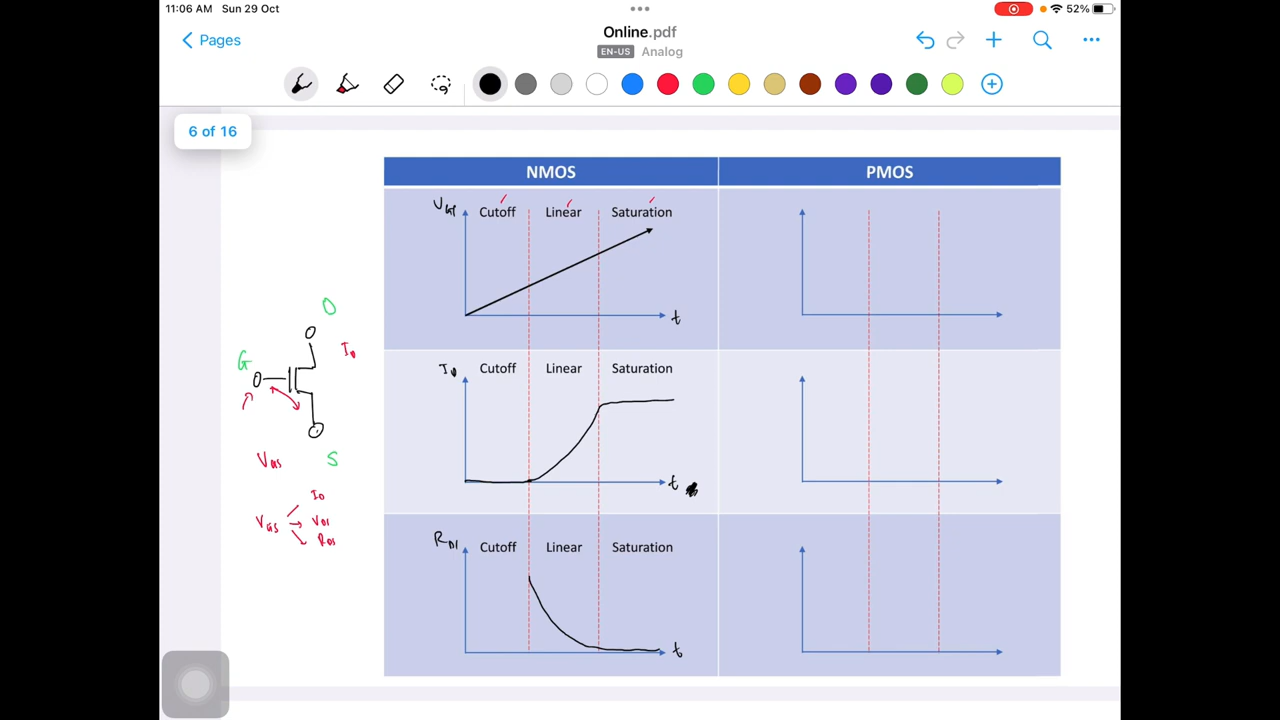 11:06 AM Sun 29 Oct
52%
Pages
Online.pdf
EN-US Analog
6 of 16
NMOS PMOS
VGS Cutoff Linear Saturation
t
ID Cutoff Linear Saturation
t
RDS Cutoff Linear Saturation
t
D
ID
G
VGS S
ID
VGS VDS
RDS